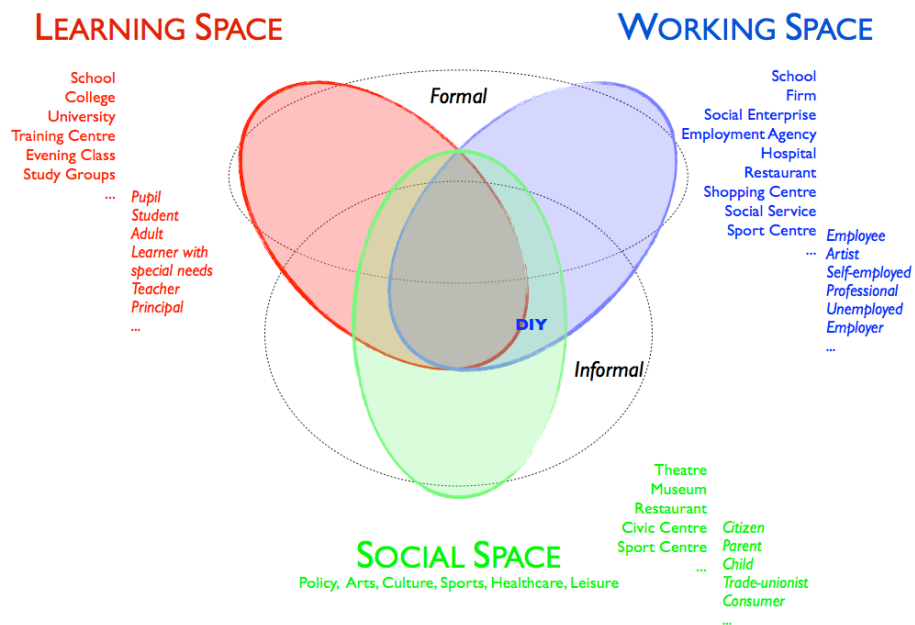 LEARNING SPACE
School
College
University
Training Centre
Evening Class
Study Groups
...
Pupil
Student
Adult
Learner with
special needs
Teacher
Principal
...
WORKING SPACE
School
Firm
Social Enterprise
Employment Agency
Hospital
Restaurant
Shopping Centre
Social Service
Sport Centre
...
Employee
Artist
Self-employed
Professional
Unemployed
Employer
...
Formal
DIY
Informal
SOCIAL SPACE
Policy, Arts, Culture, Sports, Healthcare, Leisure
Theatre
Museum
Restaurant
Civic Centre
Sport Centre
...
Citizen
Parent
Child
Trade-unionist
Consumer
...